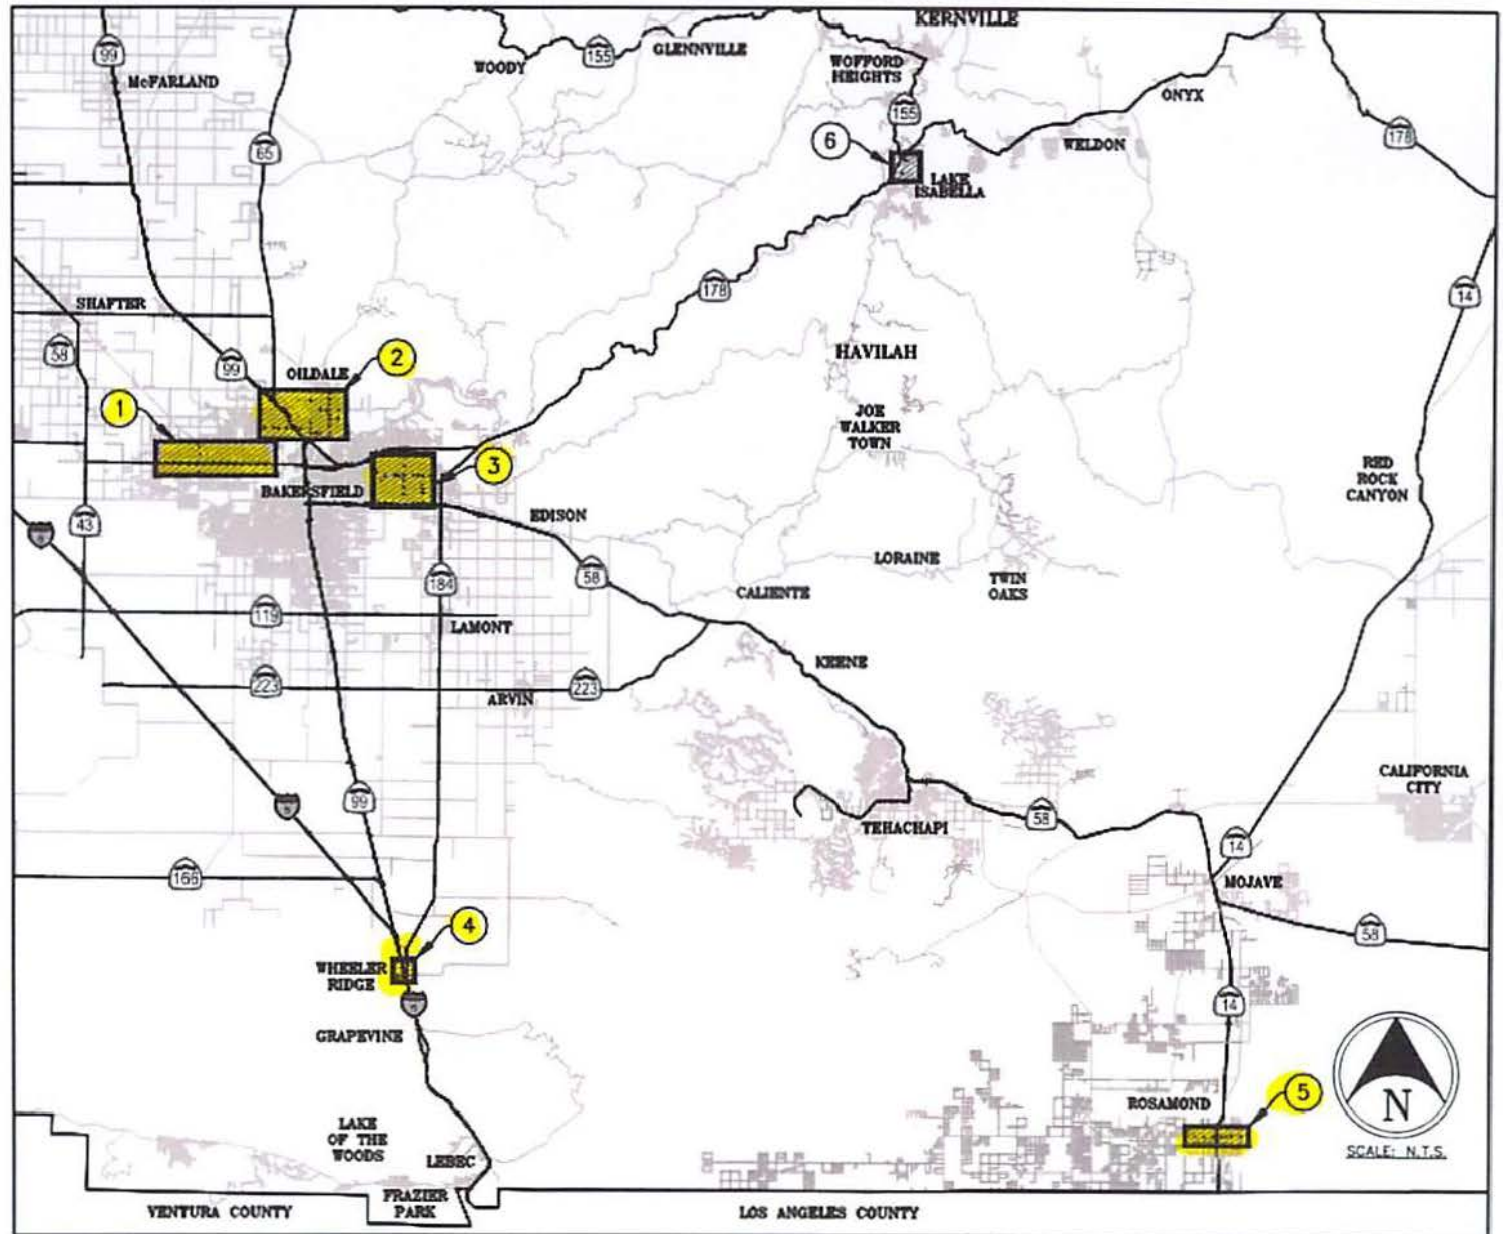 KERNVILLE
99
McFARLAND
WOODY
155
GLENNVILLE
WOFFORD
HEIGHTS
155
ONYX
178
65
6
WELDON
LAKE
ISABELLA
178
14
SHAFTER
58
99
OILDALE
2
HAVILAH
1
JOE
WALKER
TOWN
3
BAKERSFIELD
RED
ROCK
CANYON
43
EDISON
184
58
LORAINE
CALIENTE
TWIN
OAKS
119
LAMONT
KEENE
223
223
ARVIN
5
99
CALIFORNIA
CITY
58
TEHACHAPI
14
166
MOJAVE
4
58
WHEELER
RIDGE
5
14
GRAPEVINE
N
SCALE: N.T.S.
5
ROSAMOND
LAKE
OF THE
WOODS
LEBEC
FRAZIER
PARK
VENTURA COUNTY
LOS ANGELES COUNTY